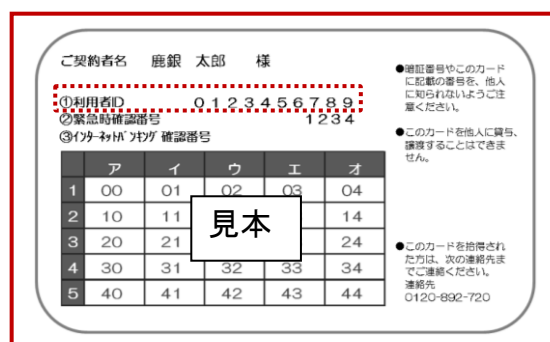 ご契約者名 鹿銀 太郎 様
①利用者ID 0123456789
②緊急時確認番号 1234
③インターネットバンキング 確認番号
ア イ ウ エ オ
1 00 01 02 03 04
2 10 11 14
3 20 21 24
4 30 31 32 33 34
5 40 41 42 43 44
見本
●暗証番号やこのカード
に記載の番号を、他人
に知られないようご注
意ください。
●このカードを他人に貸与、
譲渡することはできま
せん。
●このカードを拾得され
た方は、次の連絡先ま
でご連絡ください。
連絡先
0120-892-720